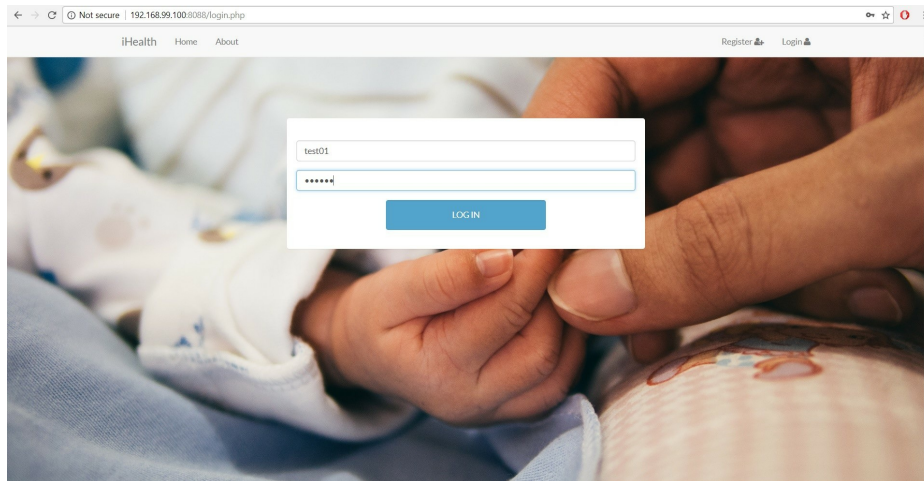 Not secure | 192.168.99.100:8088/login.php
iHealth Home About Register Login
test01
••••••
LOG IN